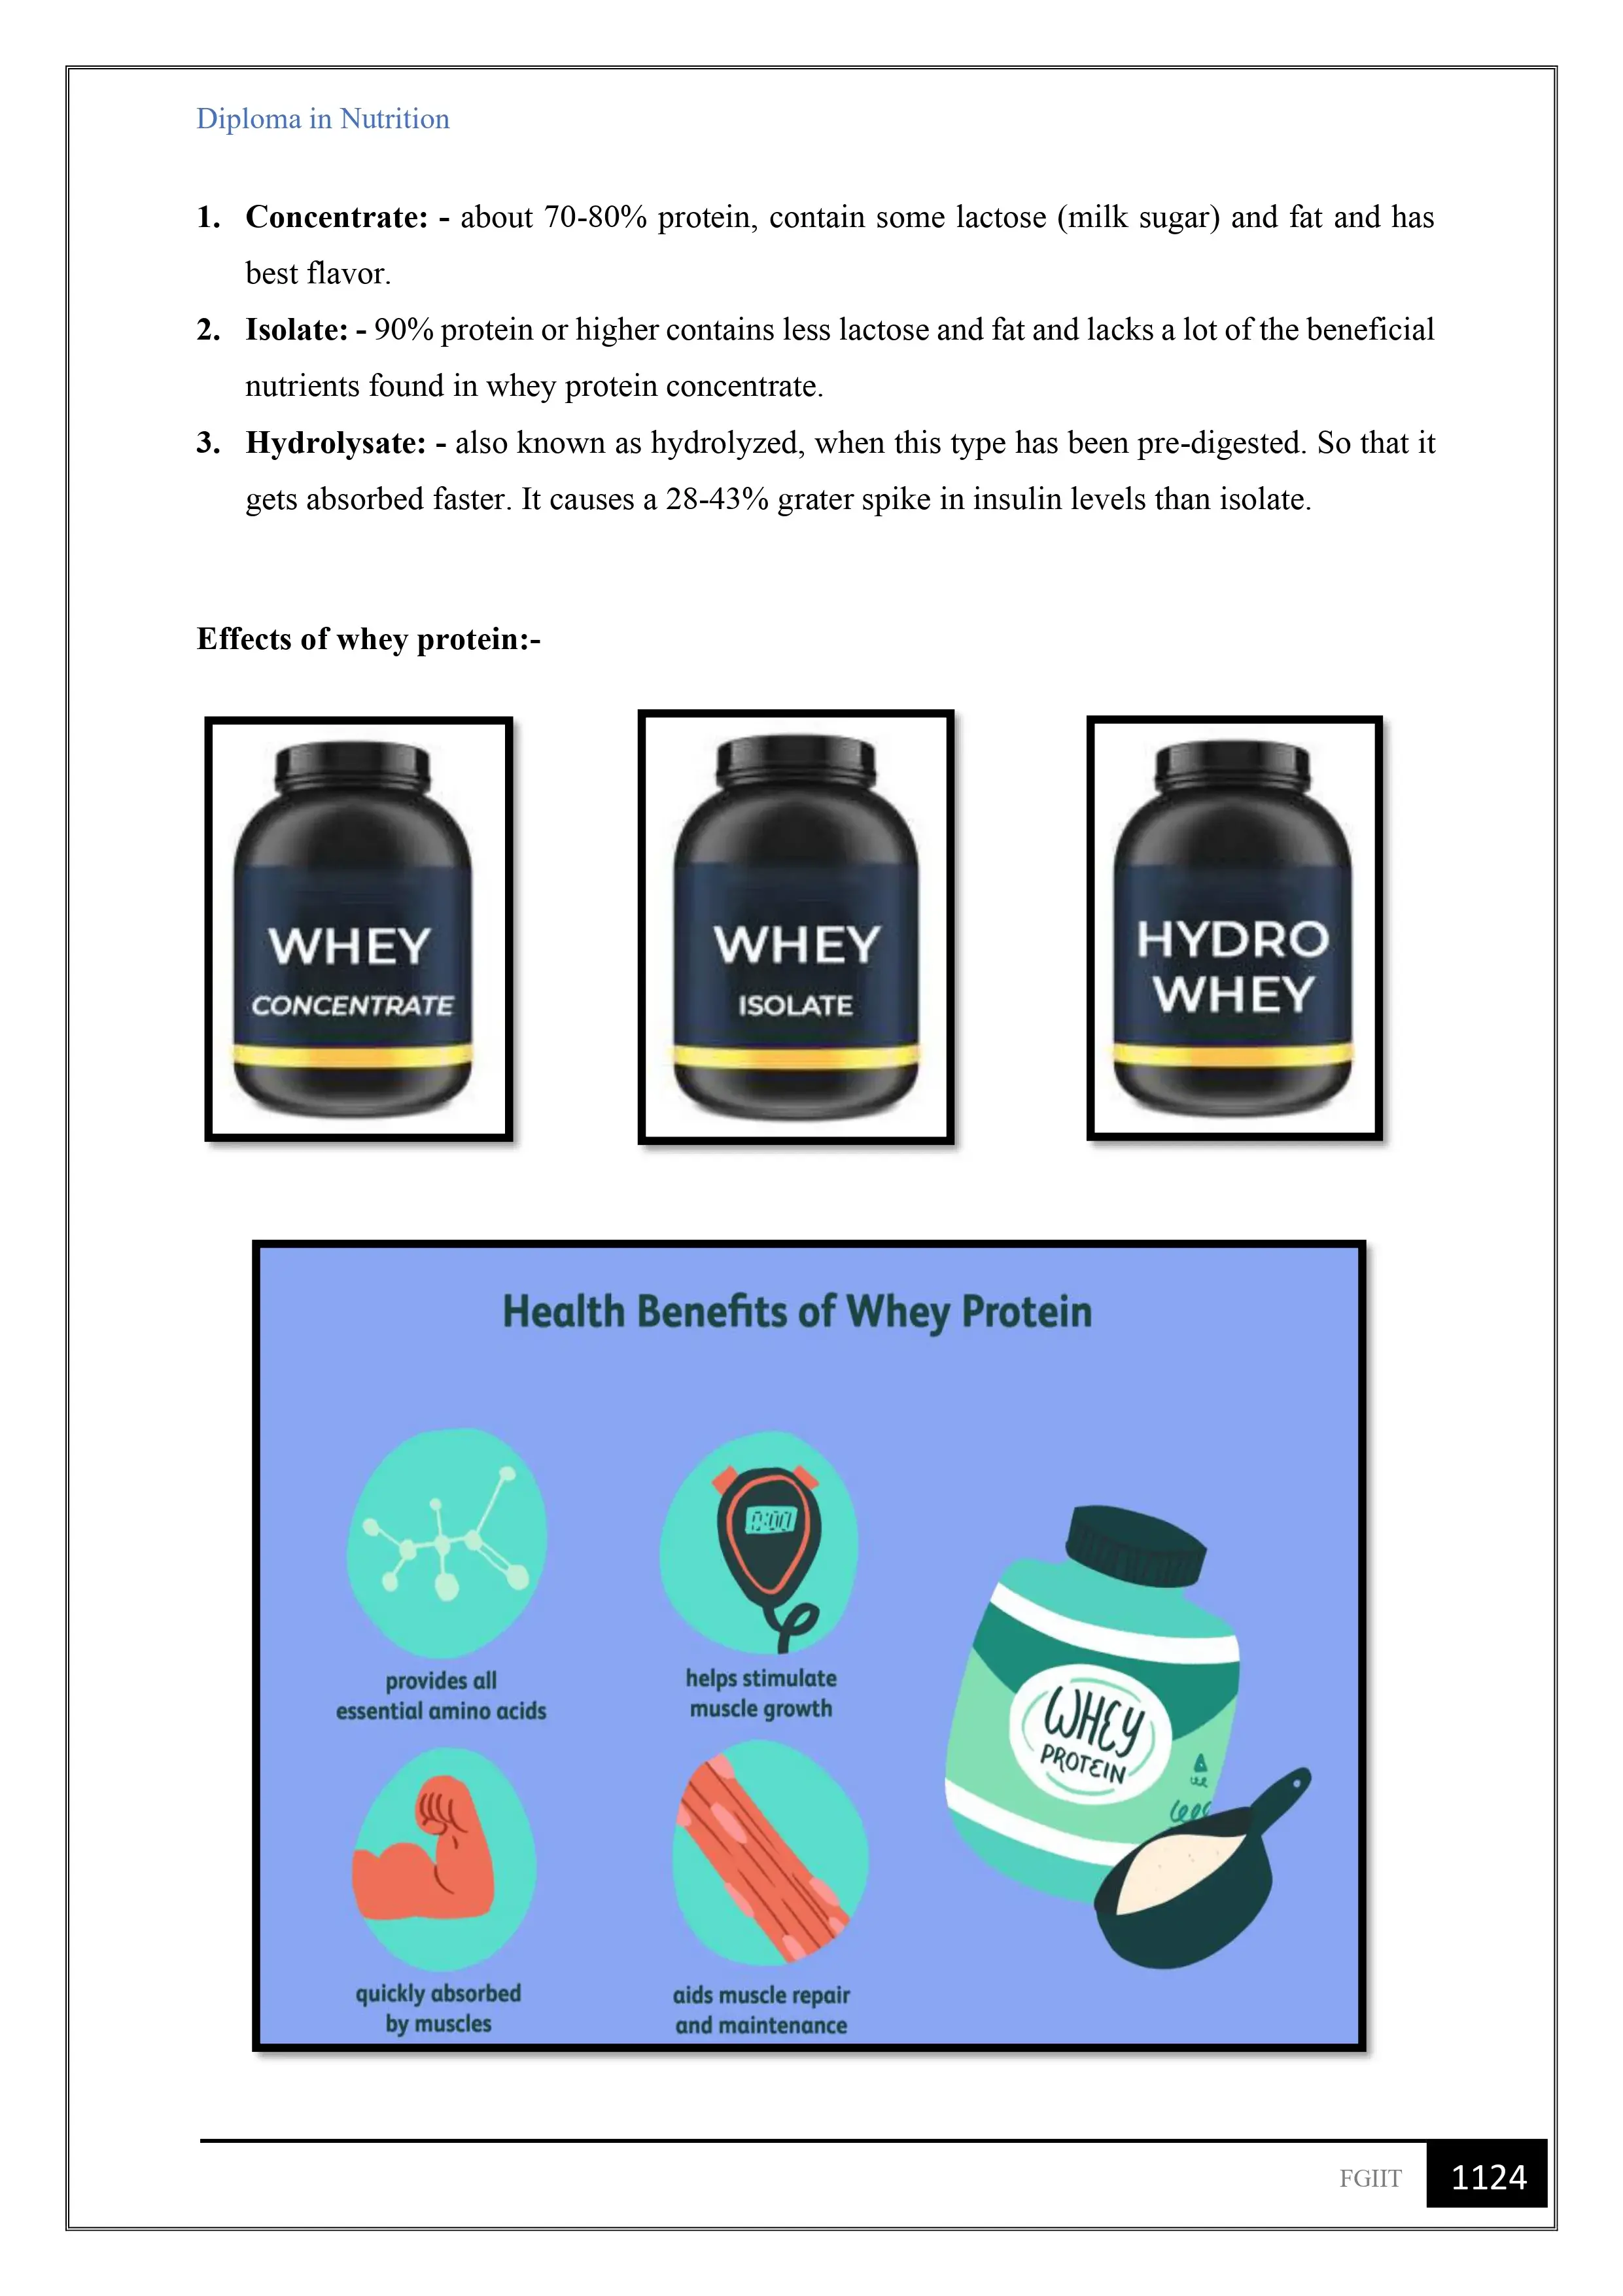 Diploma in Nutrition
1. Concentrate: - about 70-80% protein, contain some lactose (milk sugar) and fat and has
best flavor.
2. Isolate: - 90% protein or higher contains less lactose and fat and lacks a lot of the beneficial
nutrients found in whey protein concentrate.
3. Hydrolysate: - also known as hydrolyzed, when this type has been pre-digested. So that it
gets absorbed faster. It causes a 28-43% grater spike in insulin levels than isolate.
Effects of whey protein:-
WHEY
CONCENTRATE
WHEY
ISOLATE
HYDRO
WHEY
Health Benefits of Whey Protein
0:00
provides all
essential amino acids
helps stimulate
muscle growth
quickly absorbed
by muscles
aids muscle repair
and maintenance
WHEY
PROTEIN
FGIIT
1124